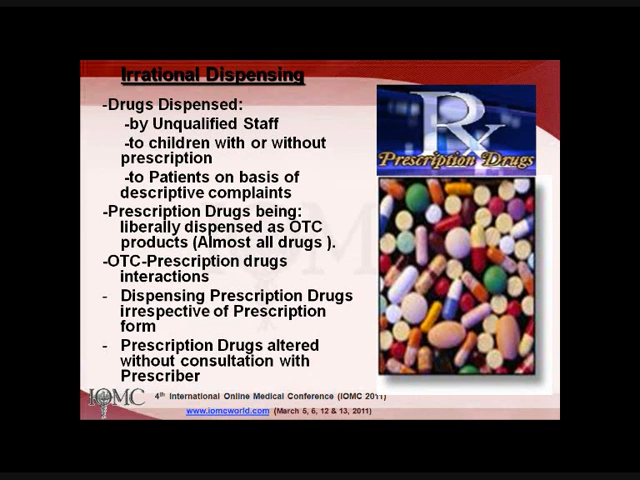 Irrational Dispensing
-Drugs Dispensed:
-by Unqualified Staff
-to children with or without
prescription
-to Patients on basis of
descriptive complaints
-Prescription Drugs being:
liberally dispensed as OTC
products (Almost all drugs ).
-OTC-Prescription drugs
interactions
- Dispensing Prescription Drugs
irrespective of Prescription
form
- Prescription Drugs altered
without consultation with
Prescriber
Rx
Prescription Drugs
IOMC
4th International Online Medical Conference (IOMC 2011)
www.iomcworld.com (March 5, 6, 12 & 13, 2011)